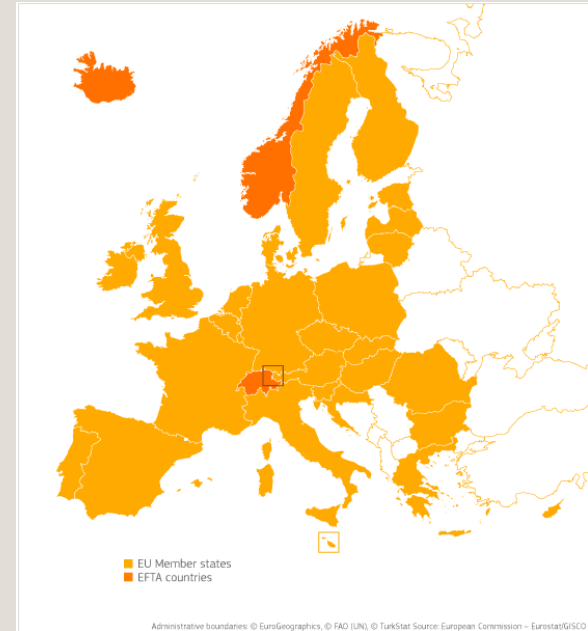 EU Member states
EFTA countries
Administrative boundaries: © EuroGeographics, © FAO (UN), © TurkStat Source: European Commission – Eurostat/GISCO